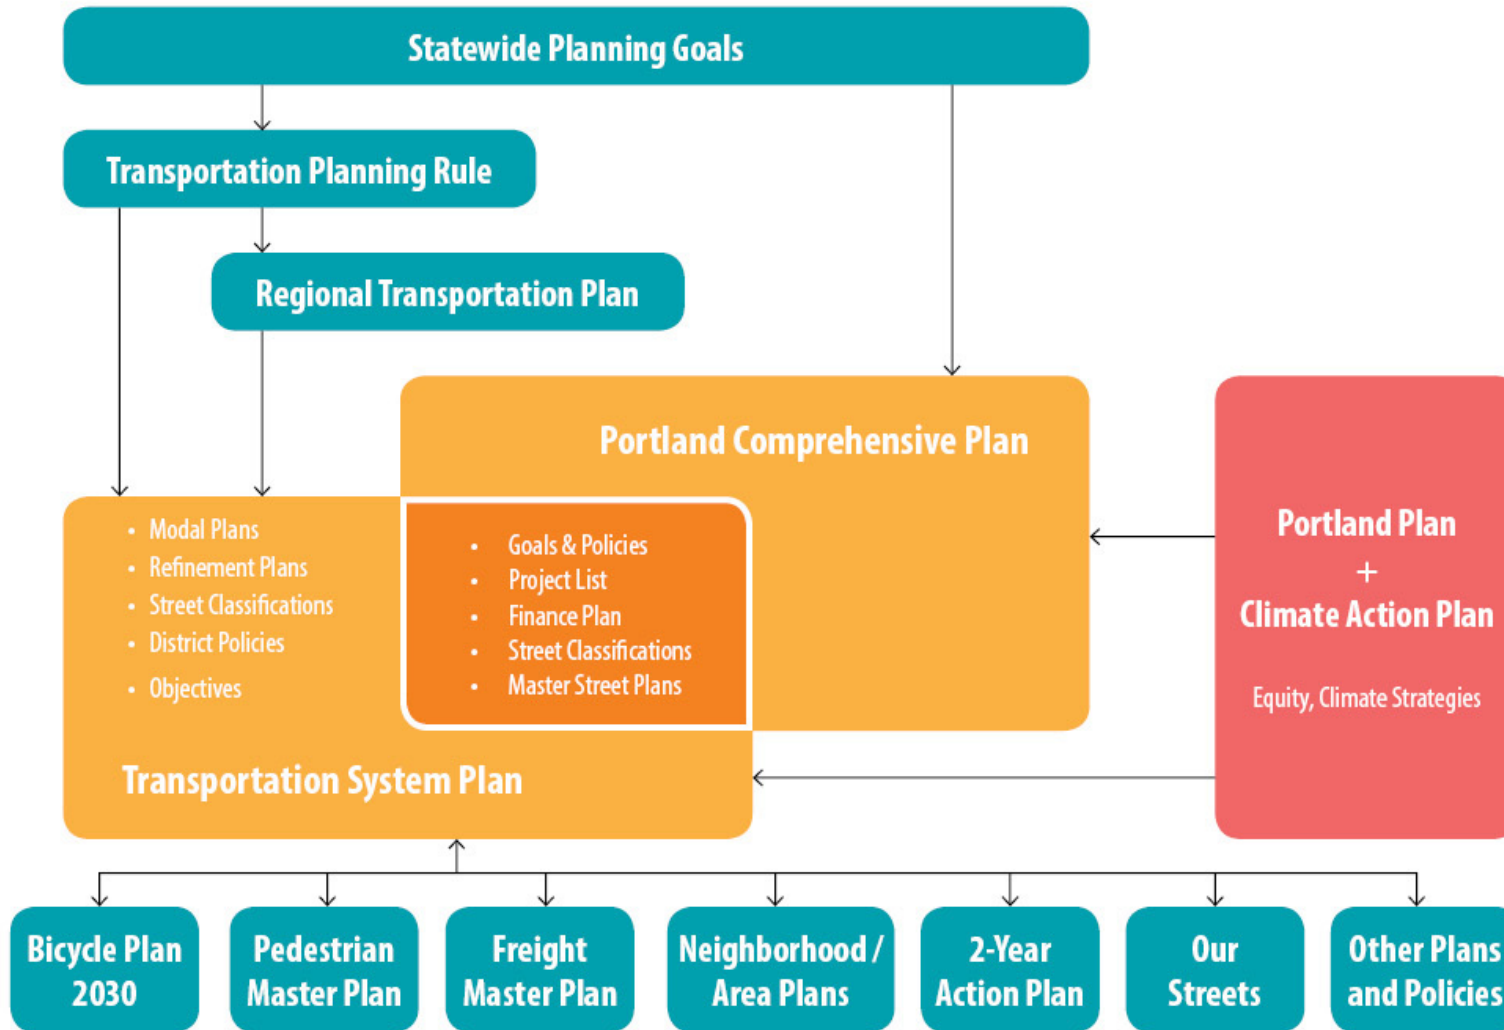 Statewide Planning Goals
Transportation Planning Rule
Regional Transportation Plan
Portland Comprehensive Plan
• Modal Plans
• Refinement Plans
• Street Classifications
• District Policies
• Objectives
• Goals & Policies
• Project List
• Finance Plan
• Street Classifications
• Master Street Plans
Transportation System Plan
Portland Plan
+
Climate Action Plan
Equity, Climate Strategies
Bicycle Plan
2030
Pedestrian
Master Plan
Freight
Master Plan
Neighborhood /
Area Plans
2-Year
Action Plan
Our
Streets
Other Plans
and Policies